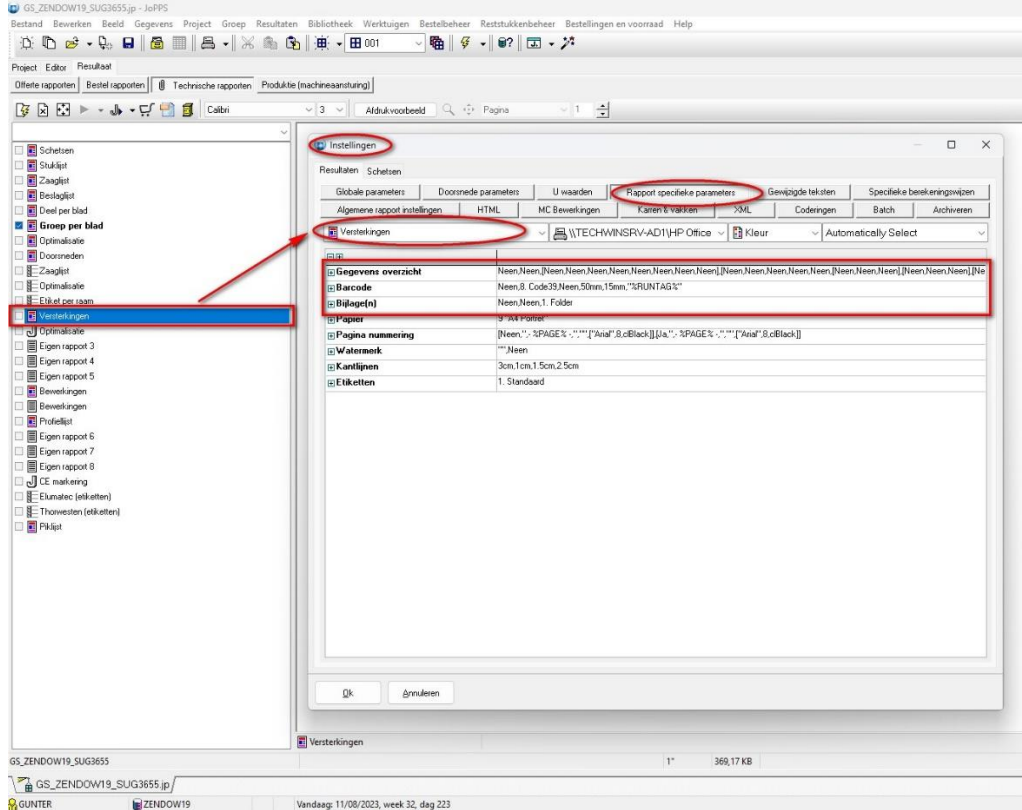 GS_ZENDOW19_SUG3655.jp - JoPPS
Bestand Bewerken Beeld Gegevens Project Groep Resultaten Bibliotheek Werktuigen Bestelbeheer Reststukkenbeheer Bestellingen en voorraad Help
001
Project Editor Resultaat
Offerte rapporten Bestel rapporten Technische rapporten Produktie (machineaansturing)
Calibri 3 Afdrukvoorbeeld Pagina 1
Instellingen
Resultaten Schetsen
Globale parameters Doorsnede parameters U waarden Rapport specifieke parameters Gewijzigde teksten Specifieke berekeningswijzen
Algemene rapport instellingen HTML MC Bewerkingen Karren & vakken XML Coderingen Batch Archiveren
Versterkingen \\TECHWINSRV-AD1\HP Office Kleur Automatically Select
Gegevens overzicht Neen,Neen,[Neen,Neen,Neen,Neen,Neen,Neen,Neen,Neen],[Neen,Neen,Neen,Neen,Neen,[Neen,Neen,Neen],[Neen,Neen,Neen],[Ne
Barcode Neen,8. Code39,Neen,50mm,15mm,"%RUNTAG%"
Bijlage(n) Neen,Neen,1. Folder
Papier 9 "A4 Portret"
Pagina nummering [Neen,"",- %PAGE% -,"","",["Arial",8,clBlack]],[Ja,"",- %PAGE% -,"","",["Arial",8,clBlack]]
Watermerk "",Neen
Kantlijnen 3cm,1cm,1.5cm,2.5cm
Etiketten 1. Standaard
Ok Annuleren
Schetsen
Stuklijst
Zaaglijst
Beslaglijst
Deel per blad
Groep per blad
Optimalisatie
Doorsneden
Zaaglijst
Optimalisatie
Etiket per raam
Versterkingen
Optimalisatie
Eigen rapport 3
Eigen rapport 4
Eigen rapport 5
Bewerkingen
Bewerkingen
Profiellijst
Eigen rapport 6
Eigen rapport 7
Eigen rapport 8
CE markering
Elumatec (etiketten)
Thorwesten (etiketten)
Piklijst
Versterkingen
GS_ZENDOW19_SUG3655 1" 369,17 KB
GS_ZENDOW19_SUG3655.jp
GUNTER ZENDOW19 Vandaag: 11/08/2023, week 32, dag 223